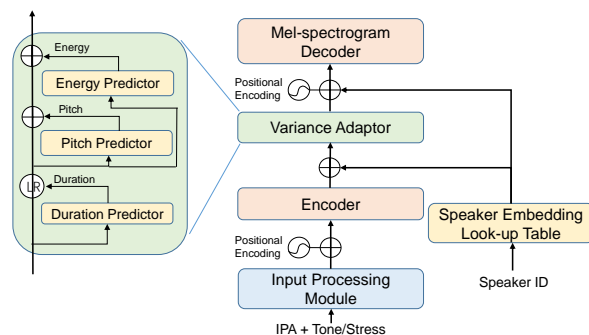 Energy
Energy Predictor
Pitch
Pitch Predictor
LR
Duration
Duration Predictor
Mel-spectrogram
Decoder
Positional
Encoding
Variance Adaptor
Encoder
Positional
Encoding
Input Processing
Module
IPA + Tone/Stress
Speaker Embedding
Look-up Table
Speaker ID